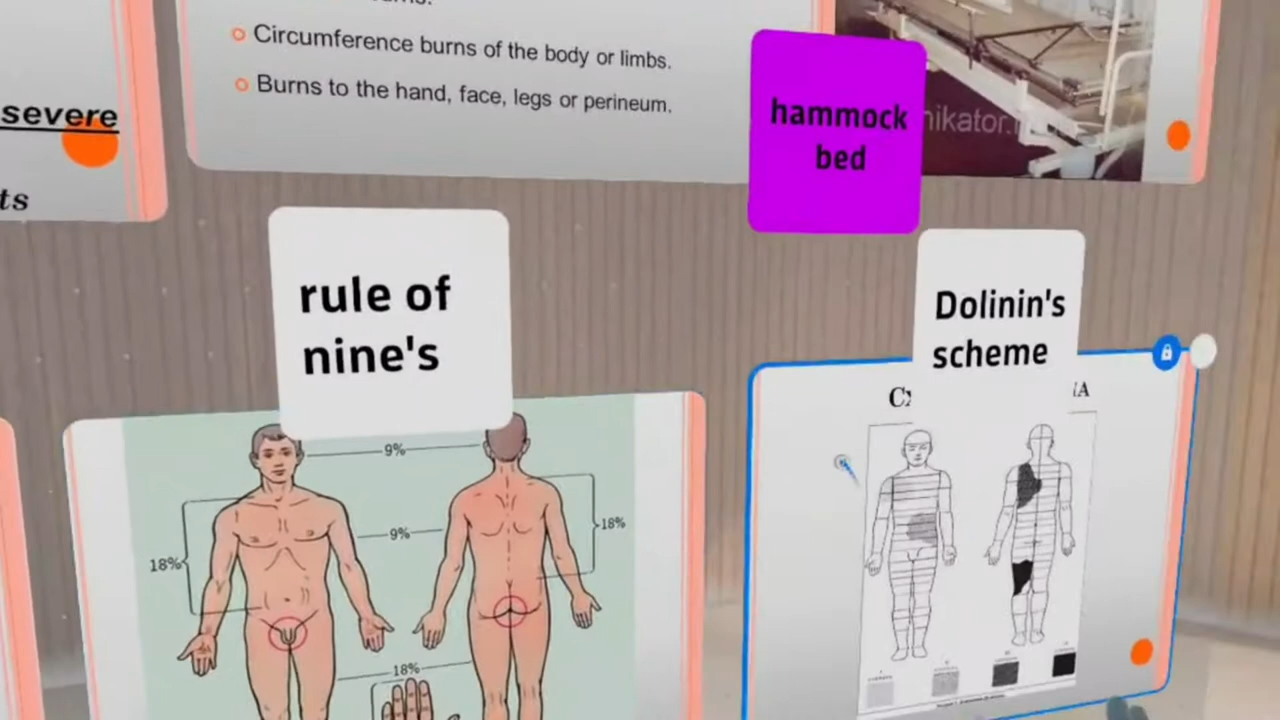 severe
ts
Circumference burns of the body or limbs.
Burns to the hand, face, legs or perineum.
hammock
bed
nikator.
rule of
nine's
Dolinin's
scheme
9%
9%
18%
18%
18%